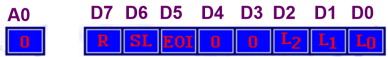 A0 D7 D6 D5 D4 D3 D2 D1 D0
0 R SL EOI 0 0 L2 L1 L0